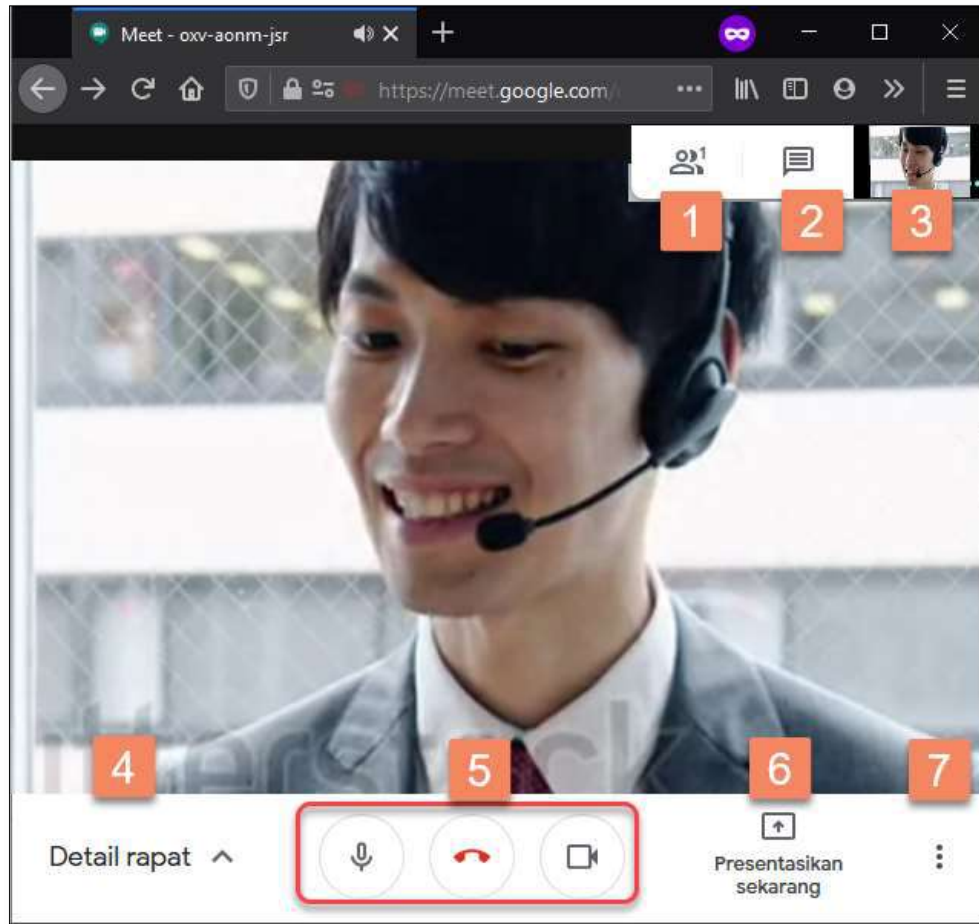 Meet - oxv-aonm-jsr
https://meet.google.com/
1
1
2
3
4
5
6
7
Detail rapat
Presentasikan
sekarang